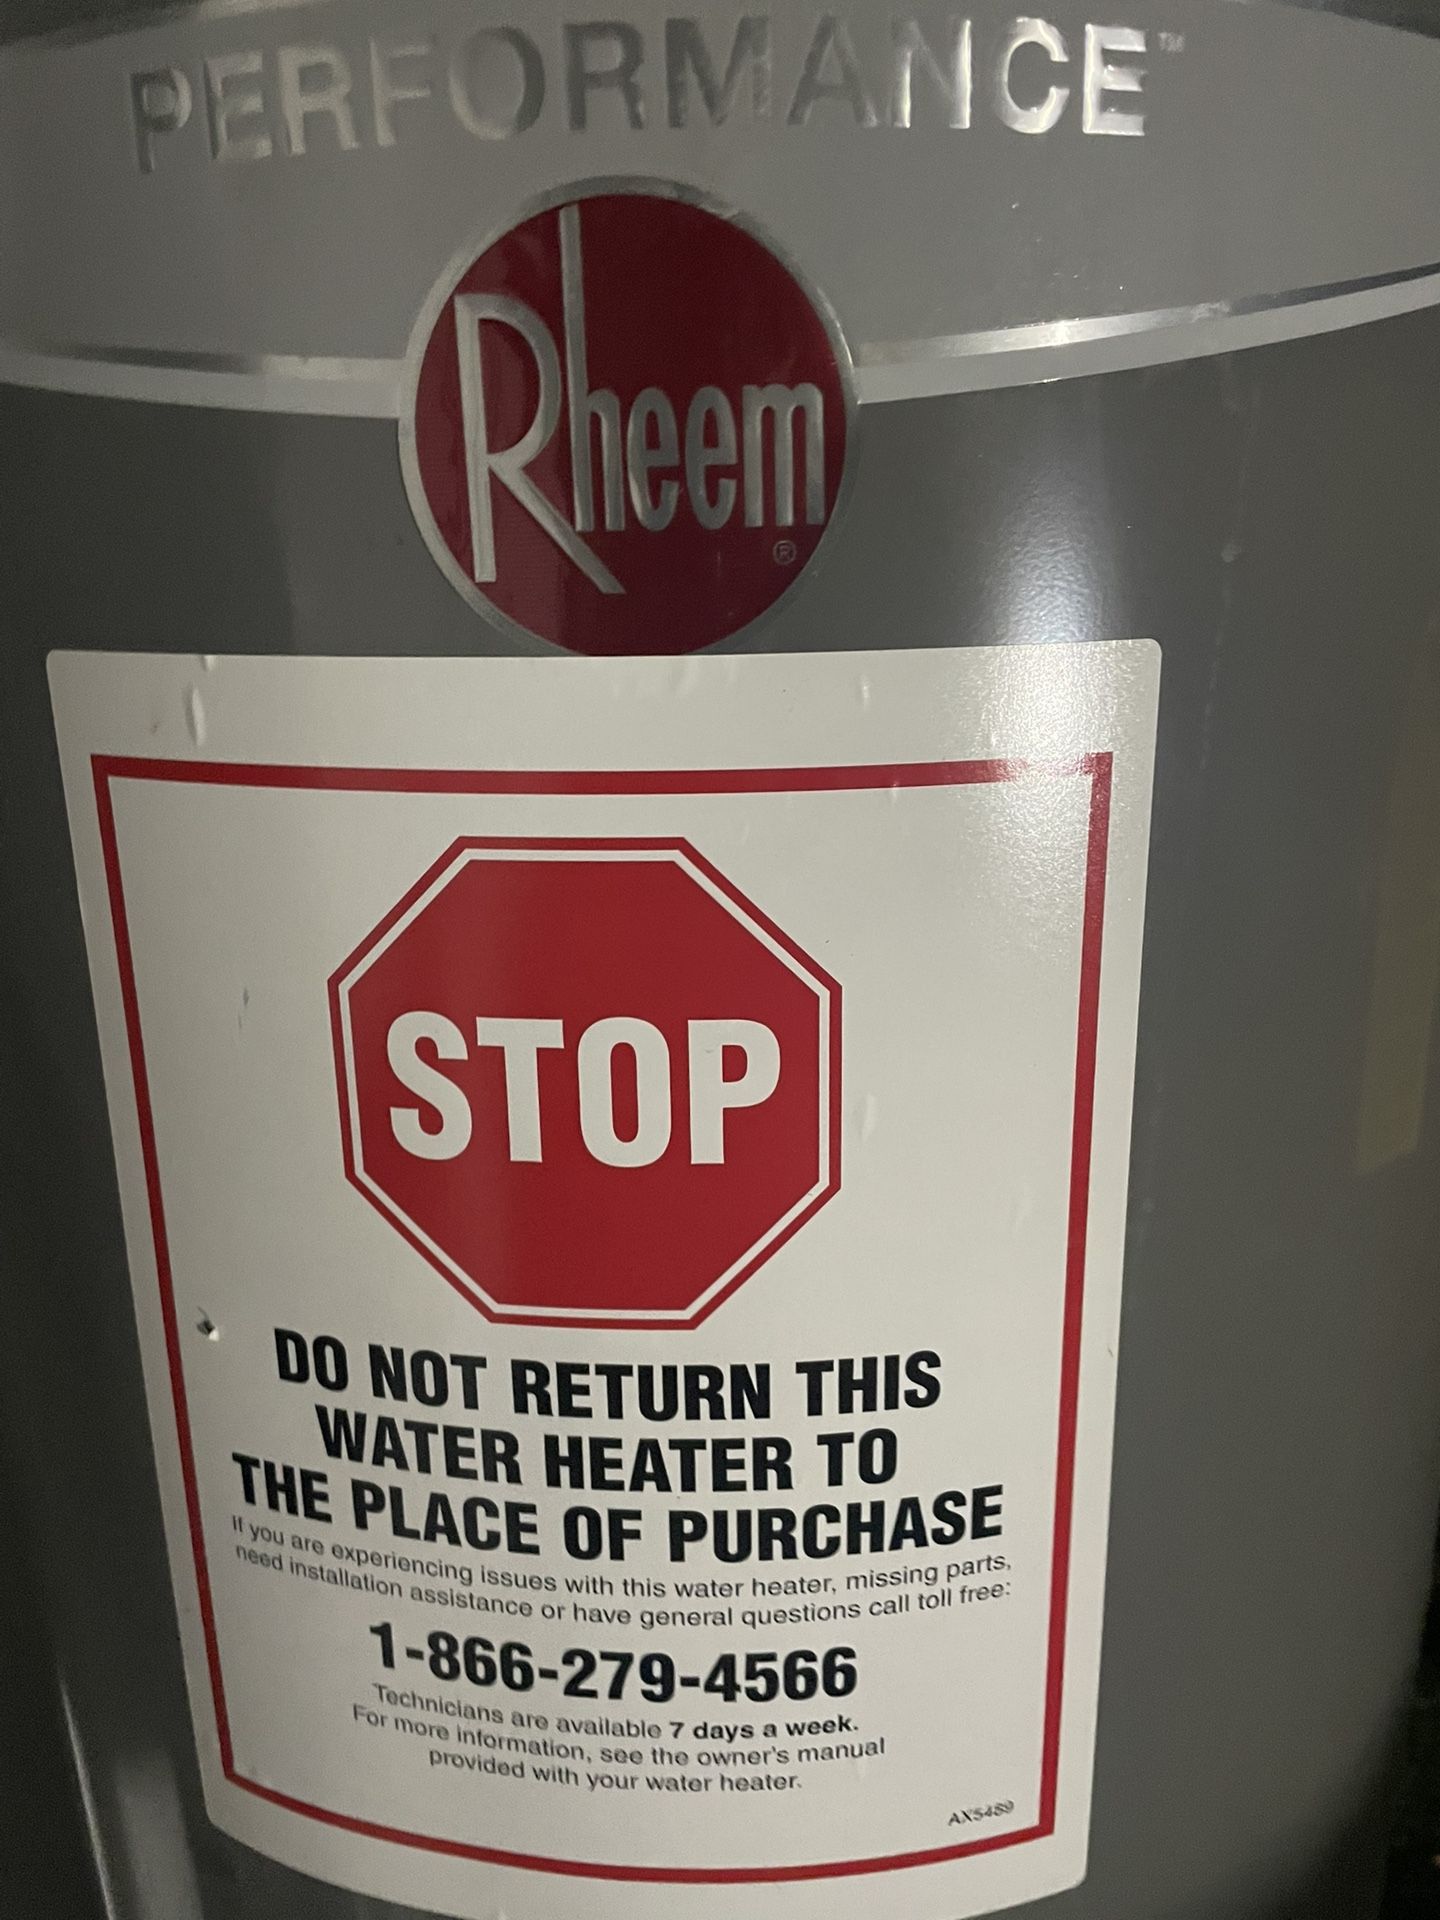 PERFORMANCE™
Rheem
®
STOP
DO NOT RETURN THIS
WATER HEATER TO
THE PLACE OF PURCHASE
If you are experiencing issues with this water heater, missing parts,
need installation assistance or have general questions call toll free:
1-866-279-4566
Technicians are available 7 days a week.
For more information, see the owner's manual
provided with your water heater.
AX5489